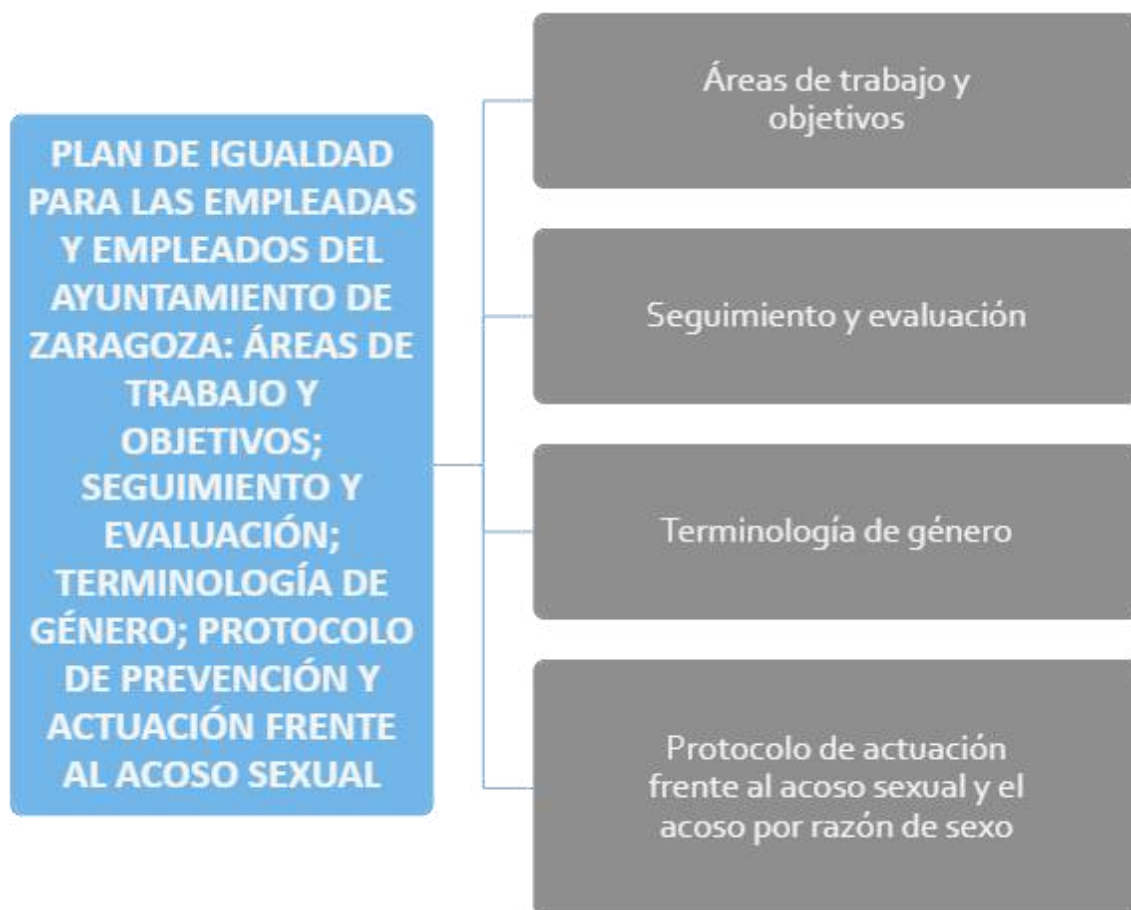 PLAN DE IGUALDAD
PARA LAS EMPLEADAS
Y EMPLEADOS DEL
AYUNTAMIENTO DE
ZARAGOZA: ÁREAS DE
TRABAJO Y
OBJETIVOS;
SEGUIMIENTO Y
EVALUACIÓN;
TERMINOLOGÍA DE
GÉNERO; PROTOCOLO
DE PREVENCIÓN Y
ACTUACIÓN FRENTE
AL ACOSO SEXUAL
Áreas de trabajo y
objetivos
Seguimiento y evaluación
Terminología de género
Protocolo de actuación
frente al acoso sexual y el
acoso por razón de sexo